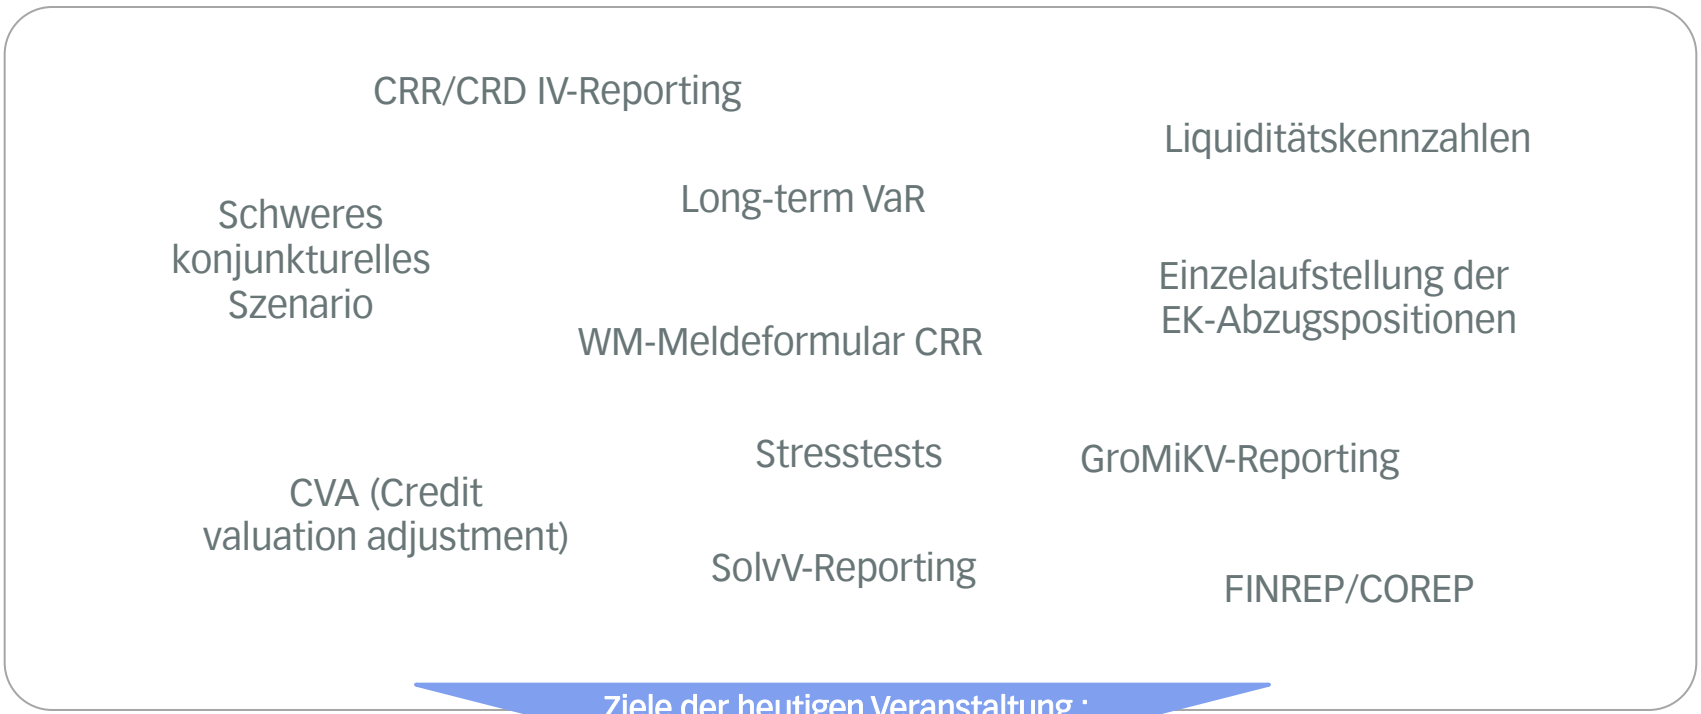 CRR/CRD IV-Reporting
Liquiditätskennzahlen
Long-term VaR
Schweres
konjunkturelles
Szenario
Einzelaufstellung der
EK-Abzugspositionen
WM-Meldeformular CRR
Stresstests
GroMiKV-Reporting
CVA (Credit
valuation adjustment)
SolvV-Reporting
FINREP/COREP
Ziele der heutigen Veranstaltung :